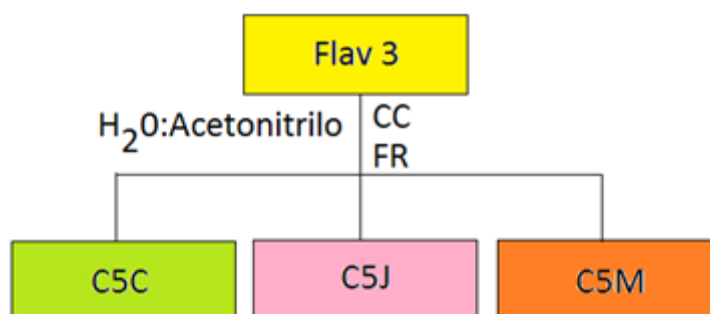 Flav 3
H20:Acetonitrilo
CC
FR
C5C
C5J
C5M